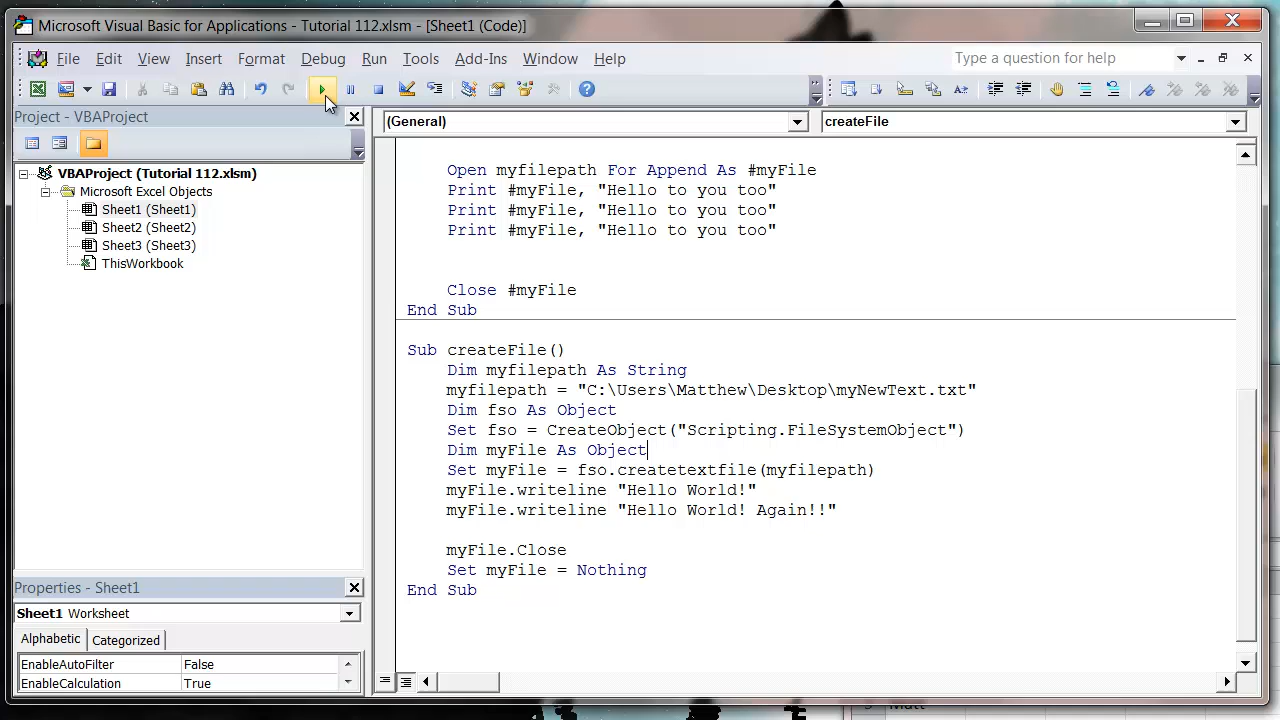 Microsoft Visual Basic for Applications - Tutorial 112.xlsm - [Sheet1 (Code)]
File Edit View Insert Format Debug Run Tools Add-Ins Window Help
Type a question for help
Project - VBAProject
(General)
createFile
VBAProject (Tutorial 112.xlsm)
Microsoft Excel Objects
Sheet1 (Sheet1)
Sheet2 (Sheet2)
Sheet3 (Sheet3)
ThisWorkbook
Open myfilepath For Append As #myFile
Print #myFile, "Hello to you too"
Print #myFile, "Hello to you too"
Print #myFile, "Hello to you too"
Close #myFile
End Sub
Sub createFile()
Dim myfilepath As String
myfilepath = "C:\Users\Matthew\Desktop\myNewText.txt"
Dim fso As Object
Set fso = CreateObject("Scripting.FileSystemObject")
Dim myFile As Object
Set myFile = fso.createtextfile(myfilepath)
myFile.writeline "Hello World!"
myFile.writeline "Hello World! Again!!"
myFile.Close
Set myFile = Nothing
End Sub
Properties - Sheet1
Sheet1 Worksheet
Alphabetic Categorized
EnableAutoFilter False
EnableCalculation True
Matt